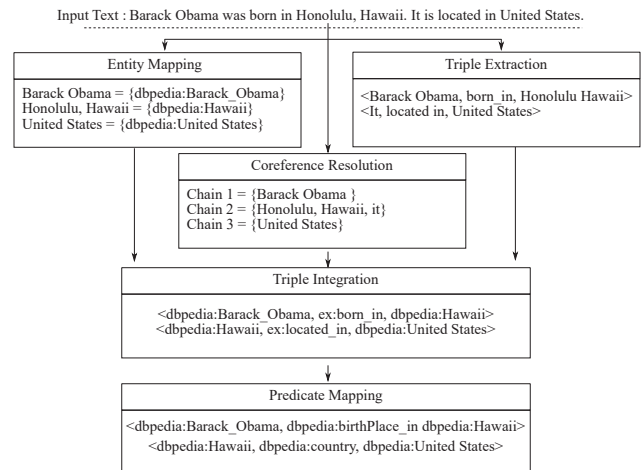 Input Text : Barack Obama was born in Honolulu, Hawaii. It is located in United States.
Entity Mapping
Barack Obama = {dbpedia:Barack_Obama}
Honolulu, Hawaii = {dbpedia:Hawaii}
United States = {dbpedia:United States}
Triple Extraction
<Barack Obama, born_in, Honolulu Hawaii>
<It, located in, United States>
Coreference Resolution
Chain 1 = {Barack Obama }
Chain 2 = {Honolulu, Hawaii, it}
Chain 3 = {United States}
Triple Integration
<dbpedia:Barack_Obama, ex:born_in, dbpedia:Hawaii>
<dbpedia:Hawaii, ex:located_in, dbpedia:United States>
Predicate Mapping
<dbpedia:Barack_Obama, dbpedia:birthPlace_in dbpedia:Hawaii>
<dbpedia:Hawaii, dbpedia:country, dbpedia:United States>